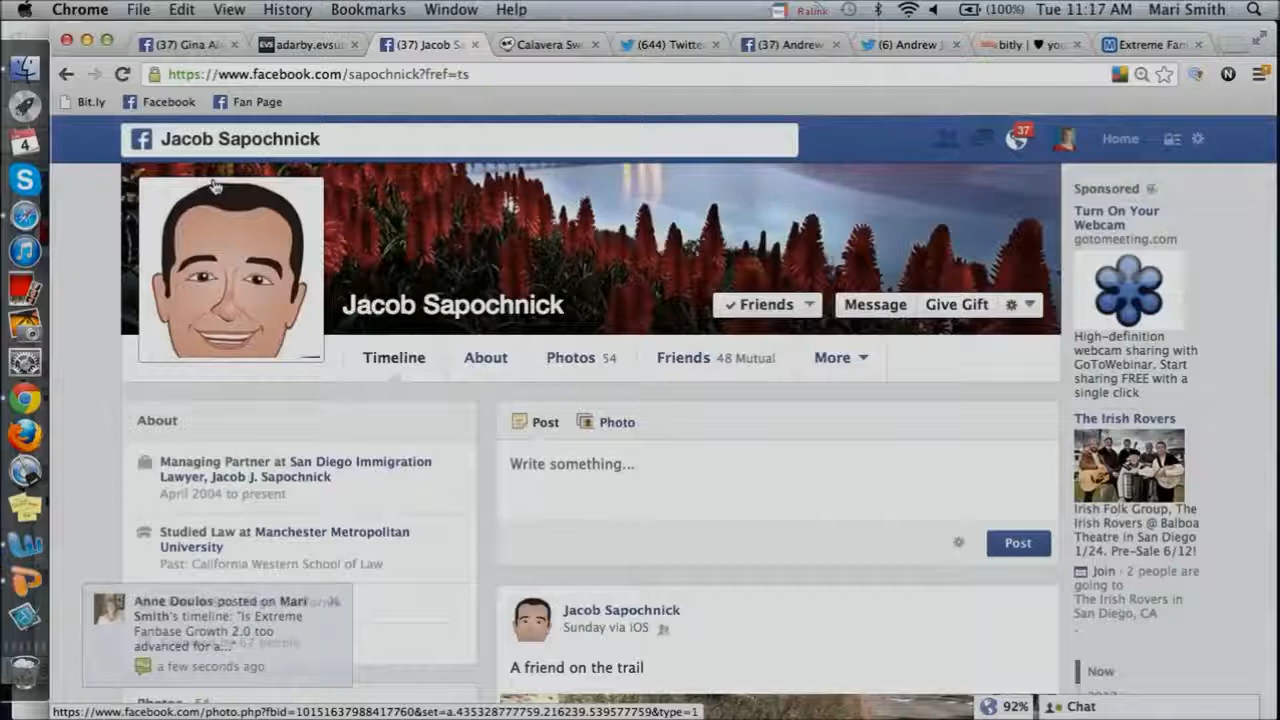 Chrome File Edit View History Bookmarks Window Help Ralink (100%) Tue 11:17 AM Mari Smith
(37) Gina A adarby.evsu (37) Jacob Sa Calavera Sw (644) Twitte (37) Andrew (6) Andrew J bitly | you Extreme Fan
https://www.facebook.com/sapochnick?fref=ts
Bit.ly Facebook Fan Page
Jacob Sapochnick
37
Home
Jacob Sapochnick
Friends
Message
Give Gift
Timeline About Photos 54 Friends 48 Mutual More
About
Managing Partner at San Diego Immigration
Lawyer, Jacob J. Sapochnick
April 2004 to present
Studied Law at Manchester Metropolitan
University
Past: California Western School of Law
Anne Doulos posted on Mari
Smith's timeline: "Is Extreme
Fanbase Growth 2.0 too
advanced for a..."
a few seconds ago
67 people
Photos 54
Post Photo
Write something...
Post
Jacob Sapochnick
Sunday via iOS
A friend on the trail
Sponsored
Turn On Your
Webcam
gotomeeting.com
High-definition
webcam sharing with
GoToWebinar. Start
sharing FREE with a
single click
The Irish Rovers
Irish Folk Group, The
Irish Rovers @ Balboa
Theatre in San Diego
1/24. Pre-Sale 6/12!
Join · 2 people are
going to
The Irish Rovers in
San Diego, CA
Now
2013
https://www.facebook.com/photo.php?fbid=10151637988417760&set=a.435328777759.216239.539577759&type=1
92%
Chat
4
S
N